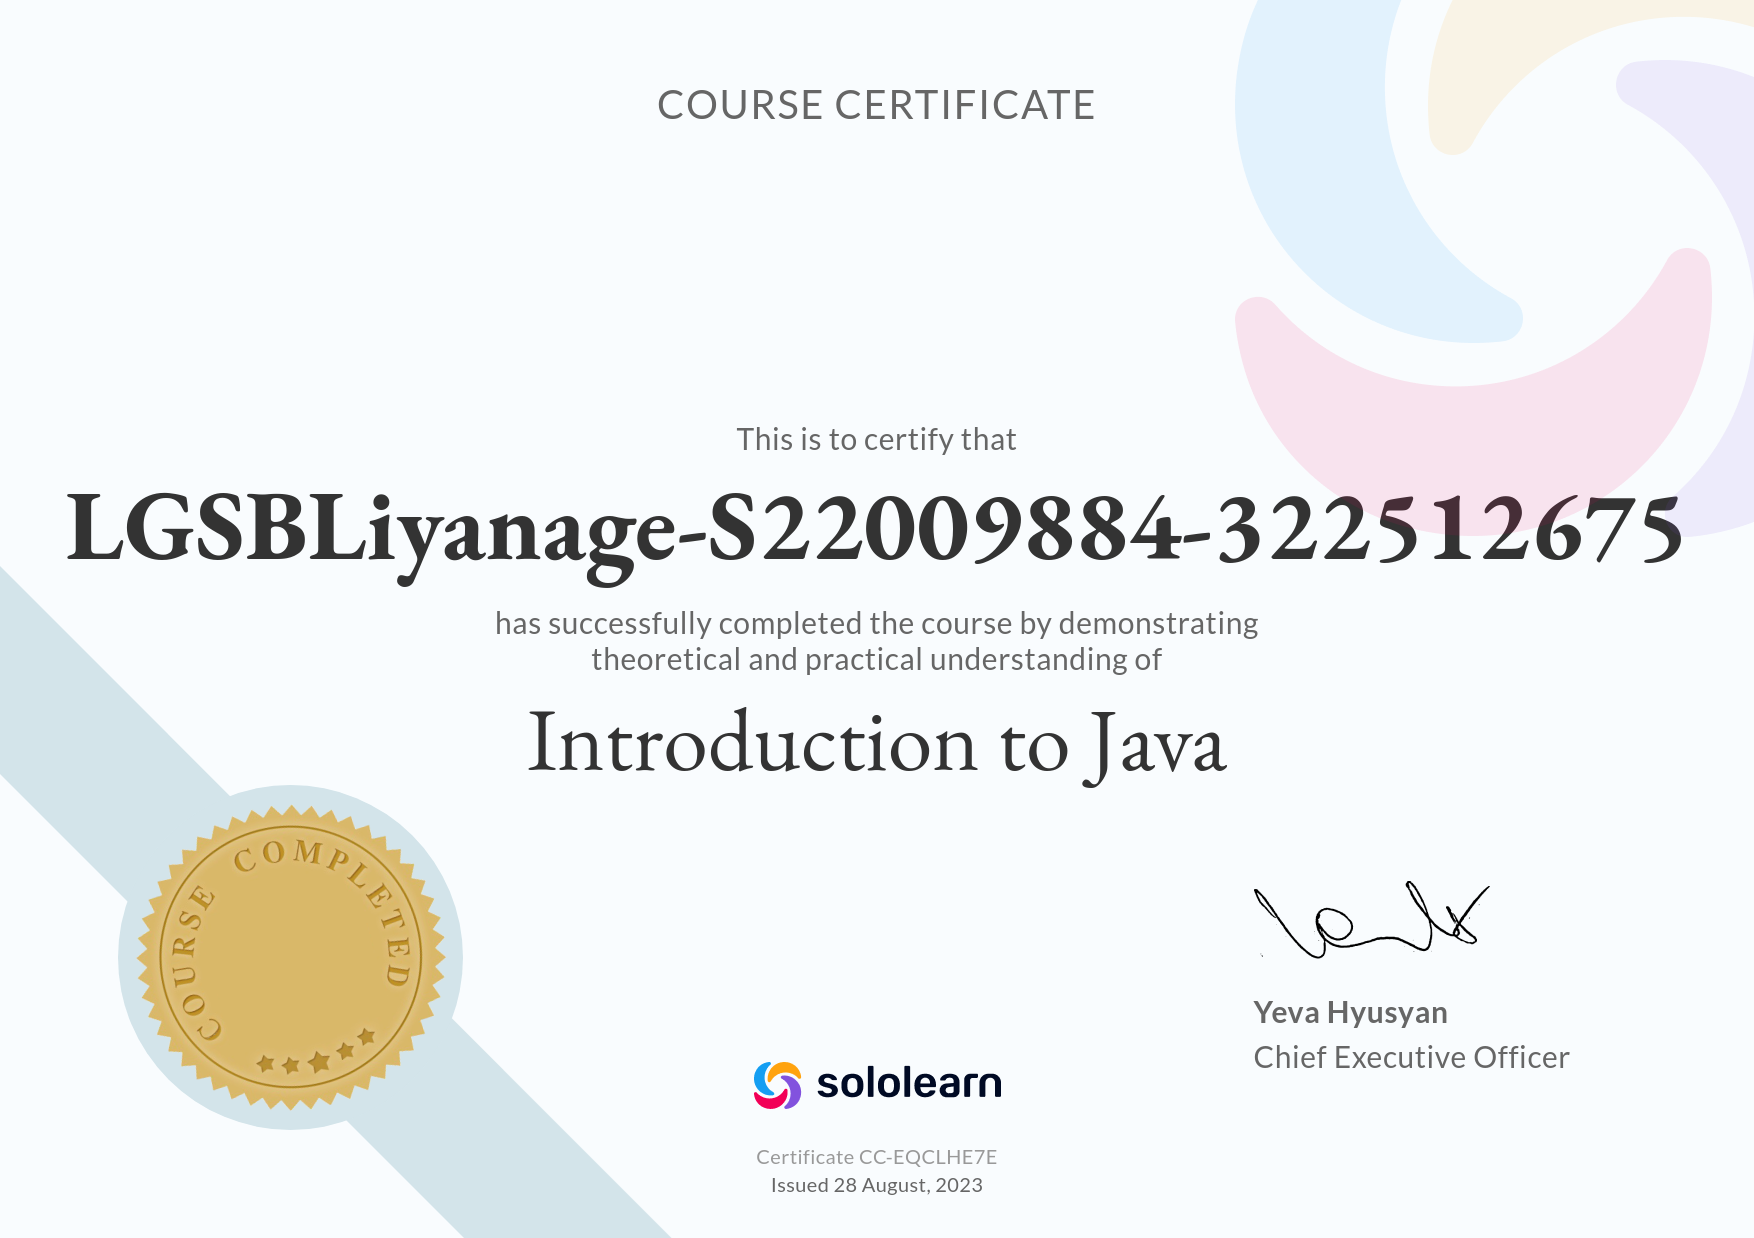 COURSE CERTIFICATE
This is to certify that
LGSBLiyanage-S22009884-322512675
has successfully completed the course by demonstrating
theoretical and practical understanding of
Introduction to Java
COURSE COMPLETED
Yeva Hyusyan
Chief Executive Officer
sololearn
Certificate CC-EQCLHE7E
Issued 28 August, 2023